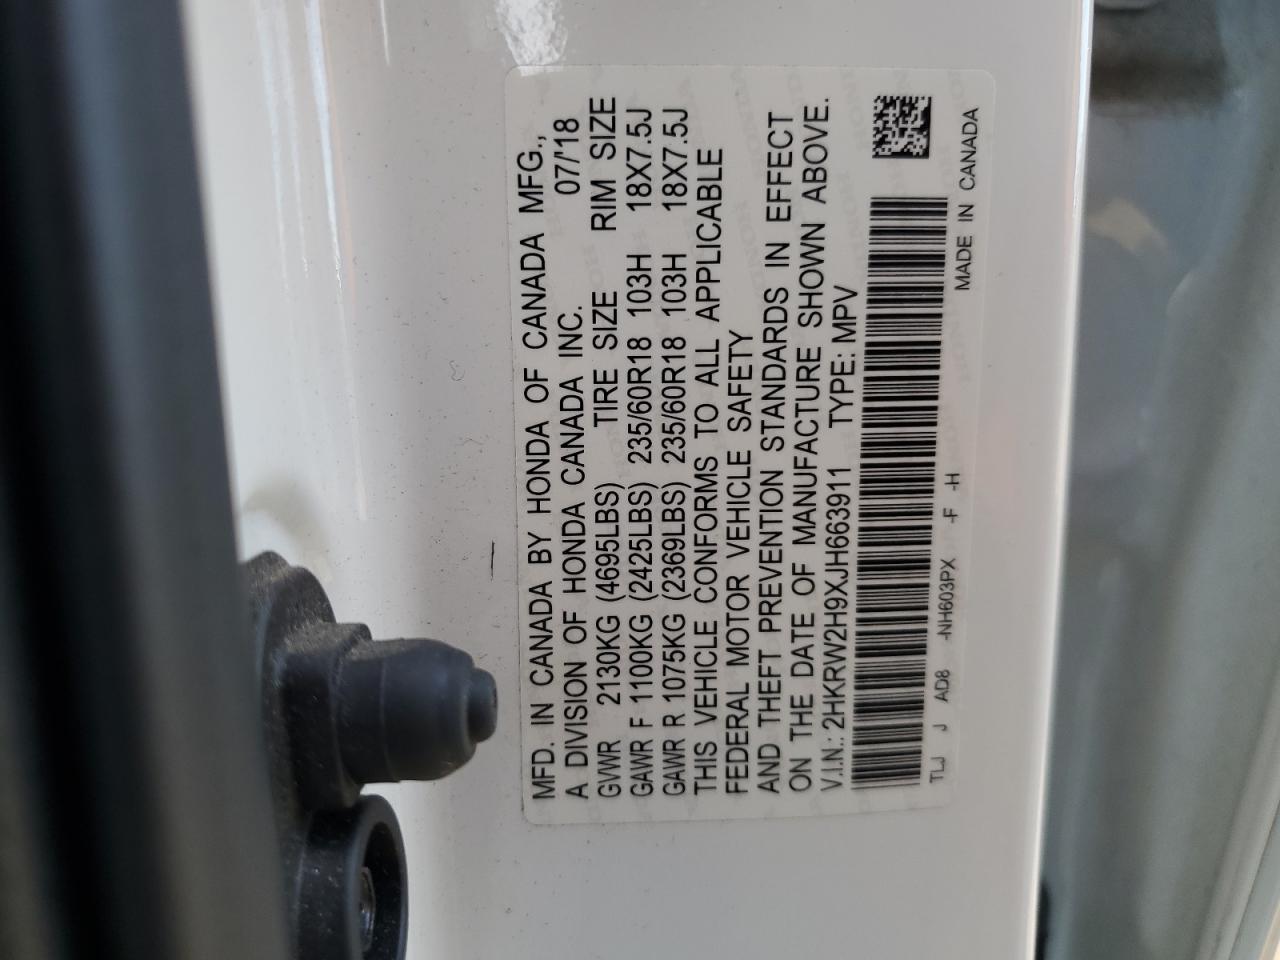 MFD. IN CANADA BY HONDA OF CANADA MFG.,
A DIVISION OF HONDA CANADA INC. 07/'18
GVWR 2130KG (4695LBS) TIRE SIZE RIM SIZE
GAWR F 1100KG (2425LBS) 235/60R18 103H 18X7.5J
GAWR R 1075KG (2369LBS) 235/60R18 103H 18X7.5J
THIS VEHICLE CONFORMS TO ALL APPLICABLE
FEDERAL MOTOR VEHICLE SAFETY
AND THEFT PREVENTION STANDARDS IN EFFECT
ON THE DATE OF MANUFACTURE SHOWN ABOVE.
V.I.N.: 2HKRW2H9XJH663911 TYPE: MPV
TLJ J AD8 -NH603PX -F -H
MADE IN CANADA